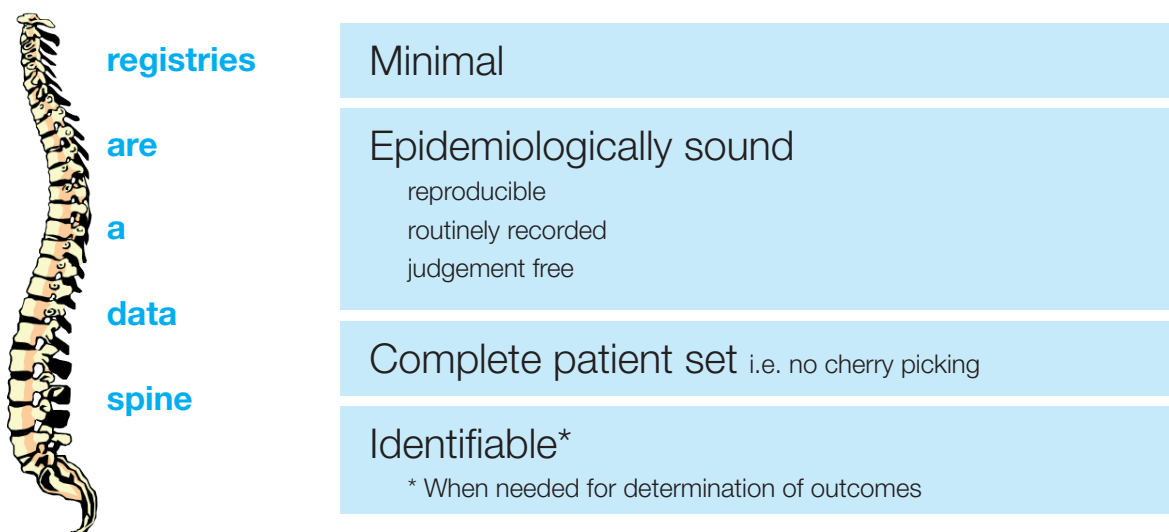 registries
are
a
data
spine
Minimal
Epidemiologically sound
reproducible
routinely recorded
judgement free
Complete patient set i.e. no cherry picking
Identifiable*
* When needed for determination of outcomes